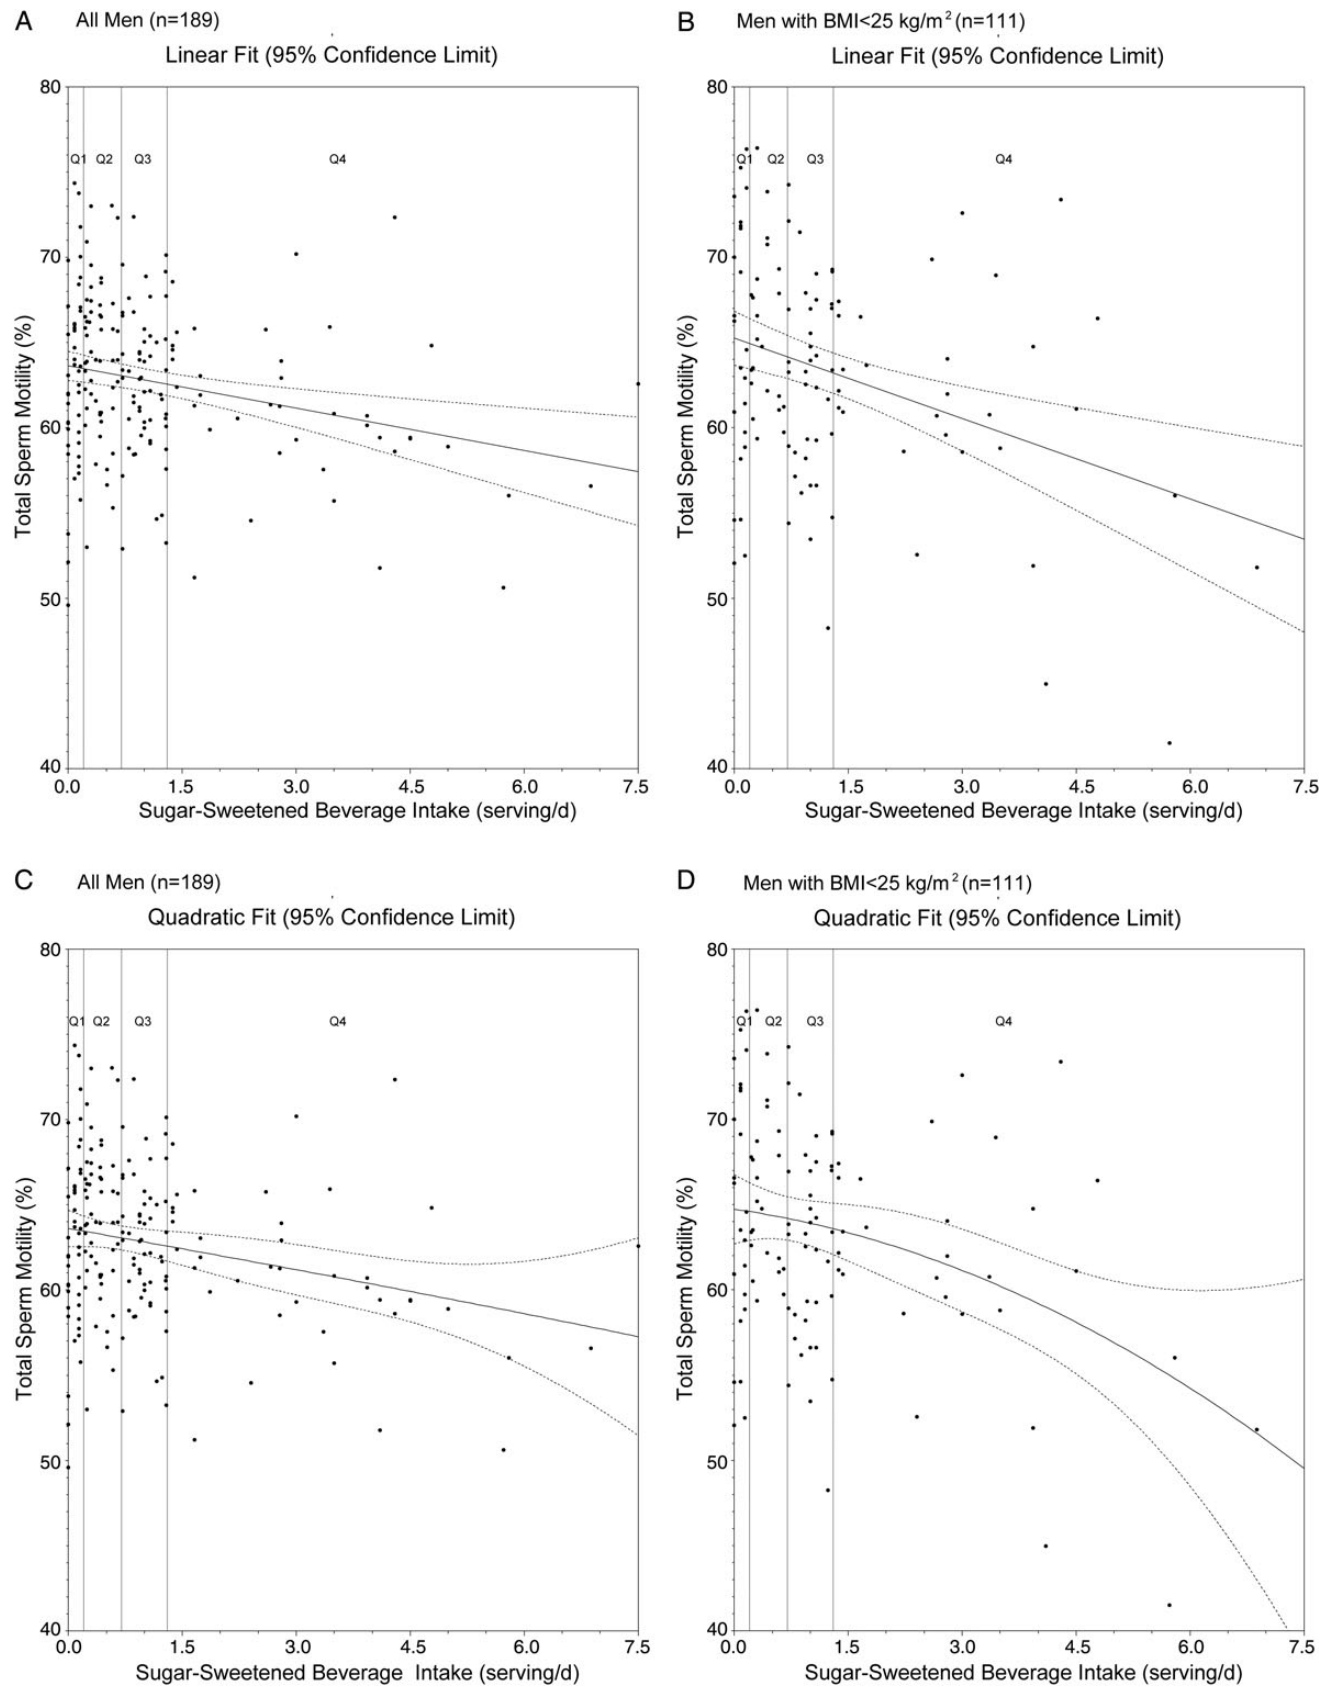 A All Men (n=189)
Linear Fit (95% Confidence Limit)
80
Q1 Q2 Q3 Q4
70
60
50
40
Total Sperm Motility (%)
0.0 1.5 3.0 4.5 6.0 7.5
Sugar-Sweetened Beverage Intake (serving/d)
B Men with BMI<25 kg/m² (n=111)
Linear Fit (95% Confidence Limit)
80
Q1 Q2 Q3 Q4
70
60
50
40
Total Sperm Motility (%)
0.0 1.5 3.0 4.5 6.0 7.5
Sugar-Sweetened Beverage Intake (serving/d)
C All Men (n=189)
Quadratic Fit (95% Confidence Limit)
80
Q1 Q2 Q3 Q4
70
60
50
40
Total Sperm Motility (%)
0.0 1.5 3.0 4.5 6.0 7.5
Sugar-Sweetened Beverage Intake (serving/d)
D Men with BMI<25 kg/m² (n=111)
Quadratic Fit (95% Confidence Limit)
80
Q1 Q2 Q3 Q4
70
60
50
40
Total Sperm Motility (%)
0.0 1.5 3.0 4.5 6.0 7.5
Sugar-Sweetened Beverage Intake (serving/d)